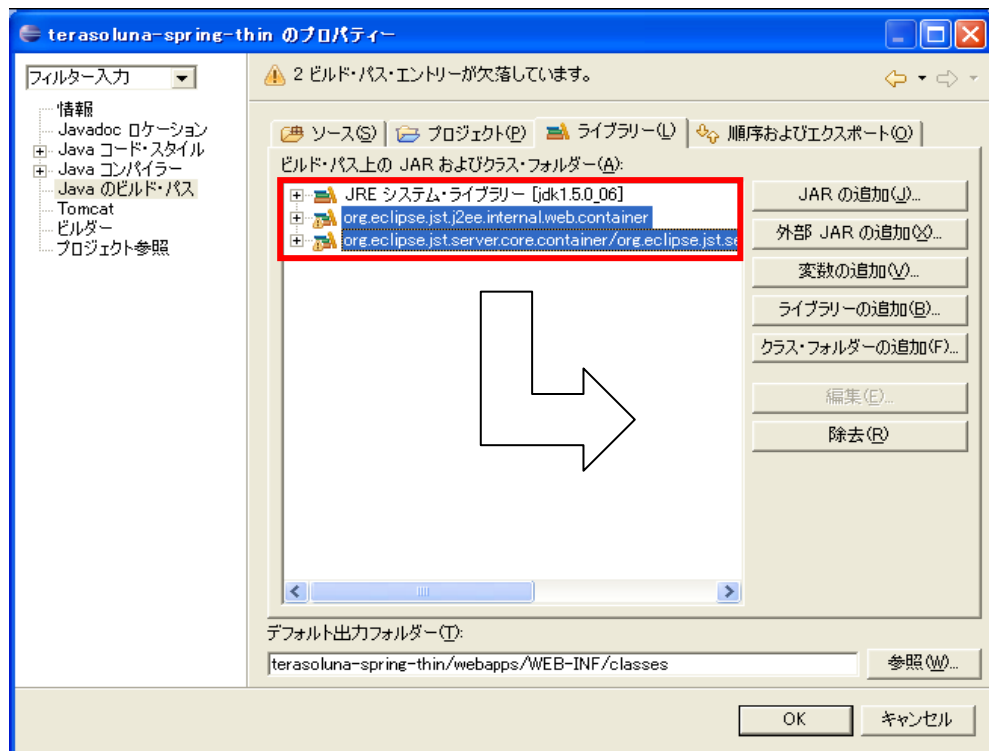 terasoluna-spring-thin のプロパティー
フィルター入力
情報
Javadoc ロケーション
Java コード・スタイル
Java コンパイラー
Java のビルド・パス
Tomcat
ビルダー
プロジェクト参照
2 ビルド・パス・エントリーが欠落しています。
ソース(S) プロジェクト(P) ライブラリー(L) 順序およびエクスポート(O)
ビルド・パス上の JAR およびクラス・フォルダー(A):
JRE システム・ライブラリー [jdk1.5.0_06]
org.eclipse.jst.j2ee.internal.web.container
org.eclipse.jst.server.core.container/org.eclipse.jst.se
JAR の追加(J)...
外部 JAR の追加(X)...
変数の追加(V)...
ライブラリーの追加(B)...
クラス・フォルダーの追加(F)...
編集(E)...
除去(R)
デフォルト出力フォルダー(T):
terasoluna-spring-thin/webapps/WEB-INF/classes
参照(W)...
OK
キャンセル